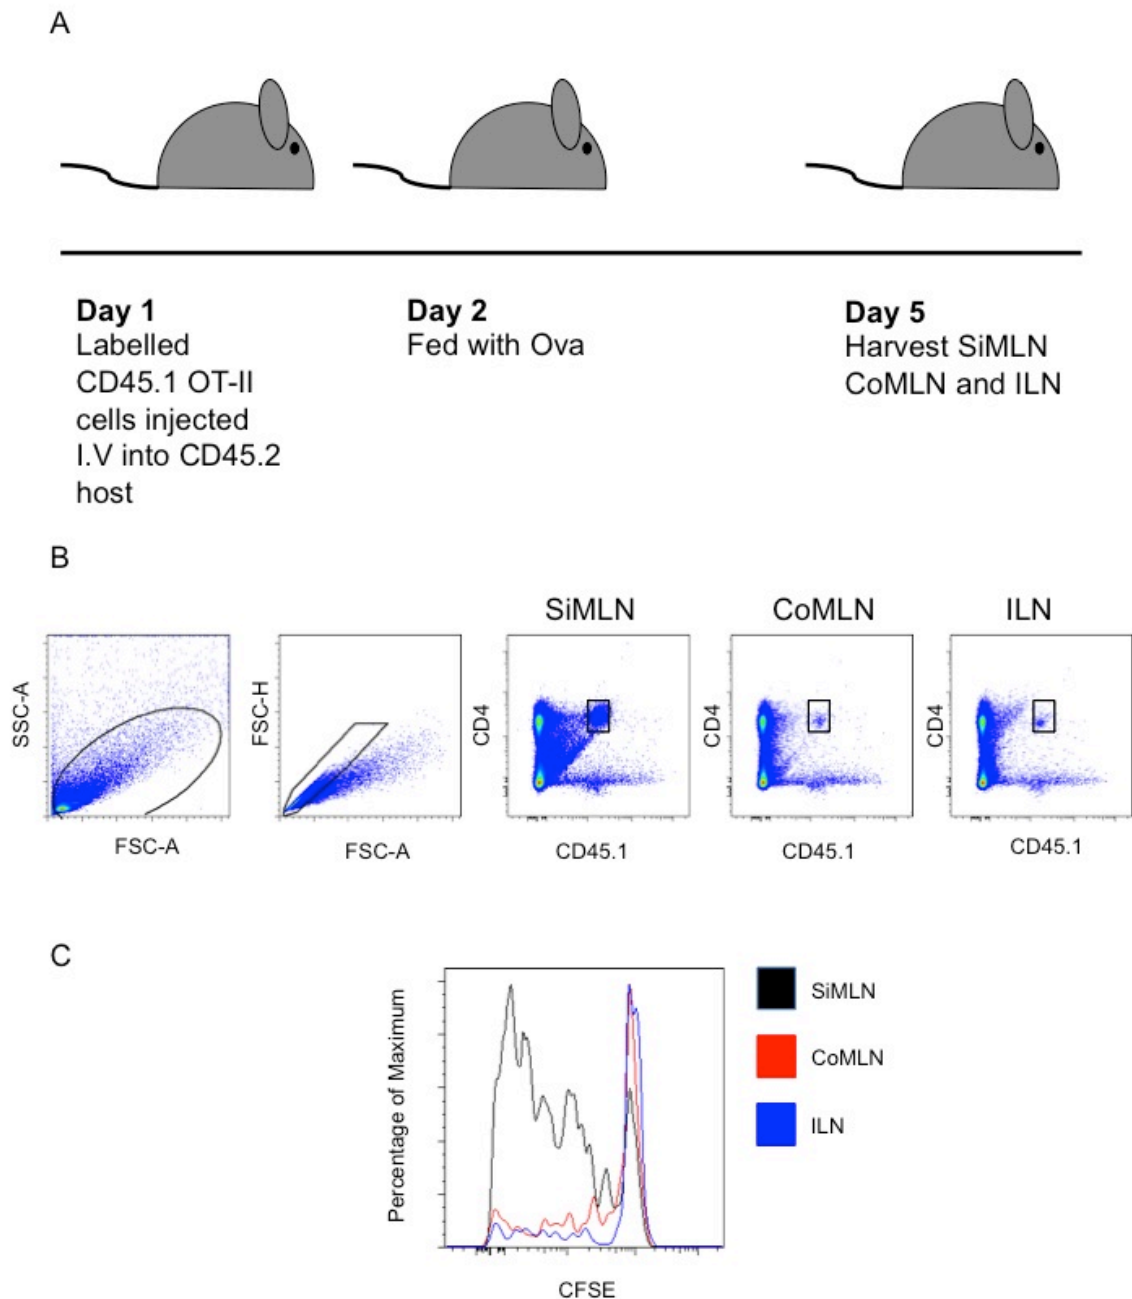 A
Day 1
Labelled
CD45.1 OT-II
cells injected
I.V into CD45.2
host
Day 2
Fed with Ova
Day 5
Harvest SiMLN
CoMLN and ILN
B
SSC-A
FSC-A
FSC-H
FSC-A
SiMLN
CD4
CD45.1
CoMLN
CD4
CD45.1
ILN
CD4
CD45.1
C
Percentage of Maximum
CFSE
SiMLN
CoMLN
ILN